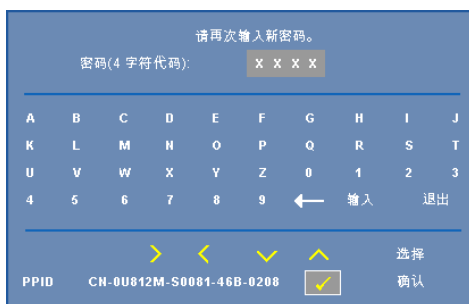 请再次输入新密码。
密码(4 字符代码): X X X X
A B C D E F G H I J
K L M N O P Q R S T
U V W X Y Z 0 1 2 3
4 5 6 7 8 9 ← 输入 退出
选择
PPID CN-0U812M-S0081-46B-0208 ✓ 确认